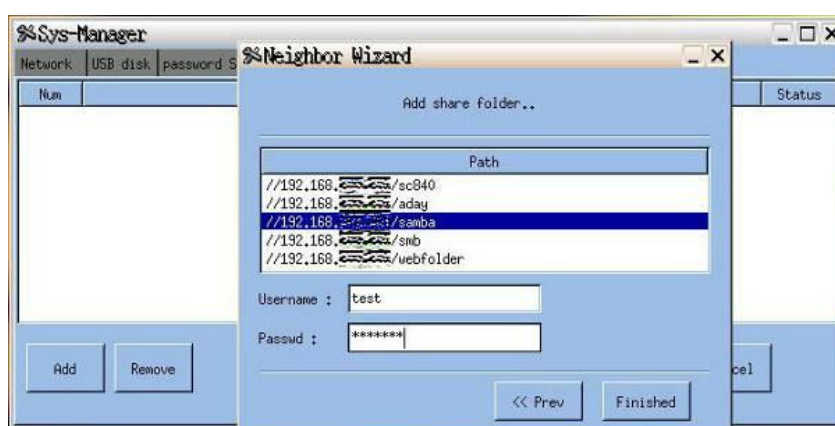 Sys-Manager
Network USB disk password S
Neighbor Wizard
Num
Status
Add share folder..
Path
//192.168. /sc840
//192.168. /aday
//192.168. /samba
//192.168. /smb
//192.168. /webfolder
Username : test
Passwd : *******
Add Remove
cel
<< Prev Finished